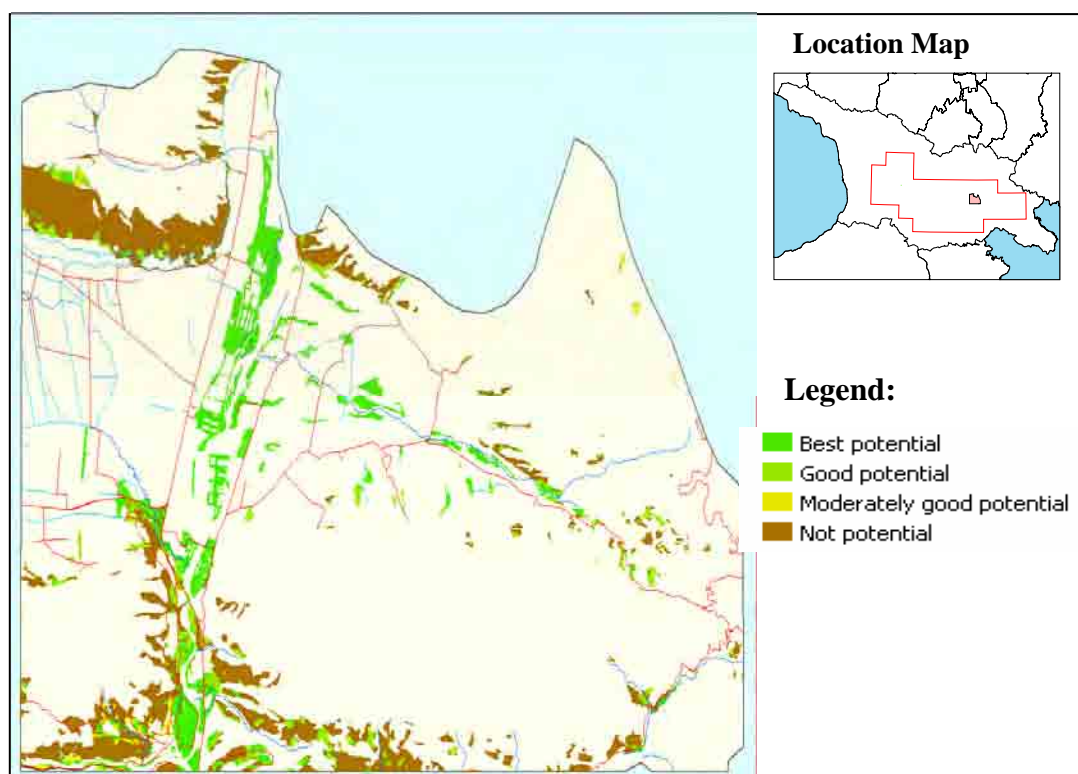 Location Map
Legend:
Best potential
Good potential
Moderately good potential
Not potential